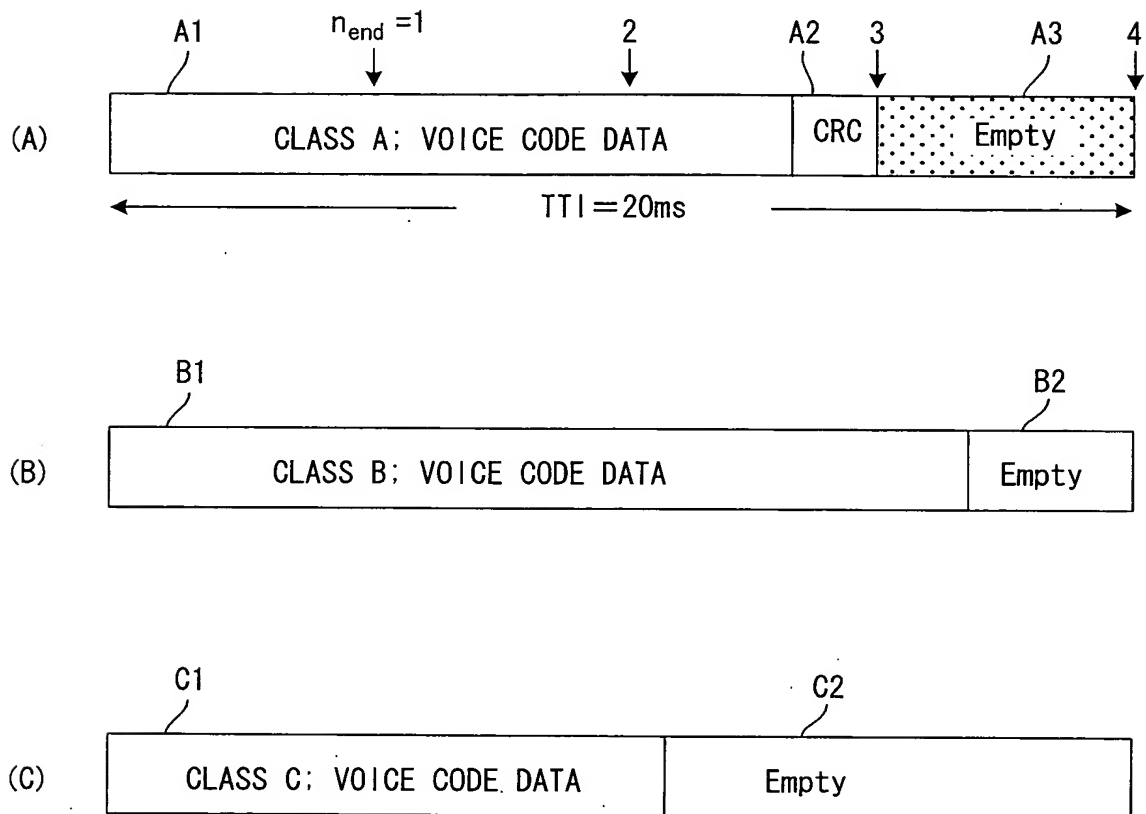 A1 n_end =1 2 A2 3 A3 4
(A) CLASS A; VOICE CODE DATA CRC Empty
TTI=20ms
B1 B2
(B) CLASS B; VOICE CODE DATA Empty
C1 C2
(C) CLASS C; VOICE CODE DATA Empty